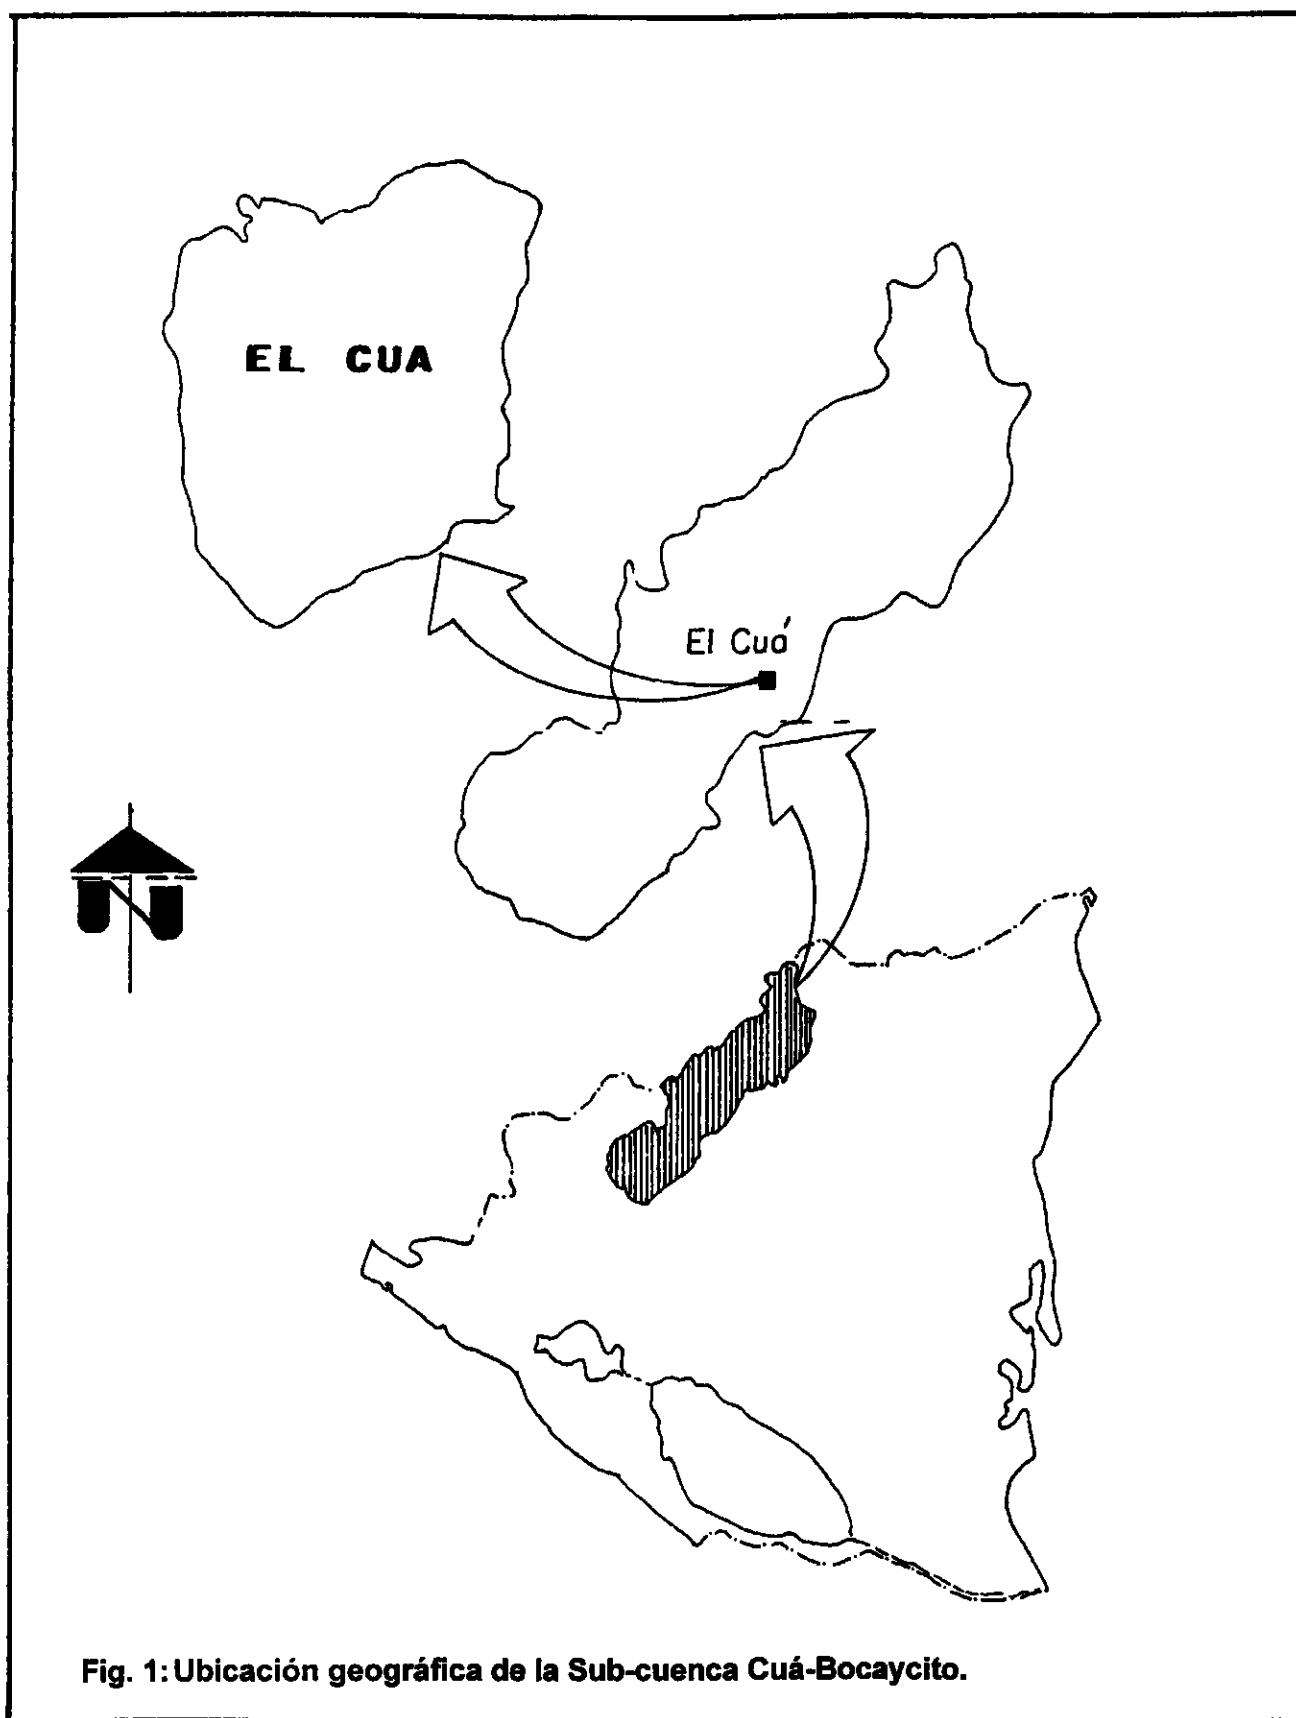 EL CUA
El Cuá
N
Fig. 1: Ubicación geográfica de la Sub-cuenca Cuá-Bocaycito.